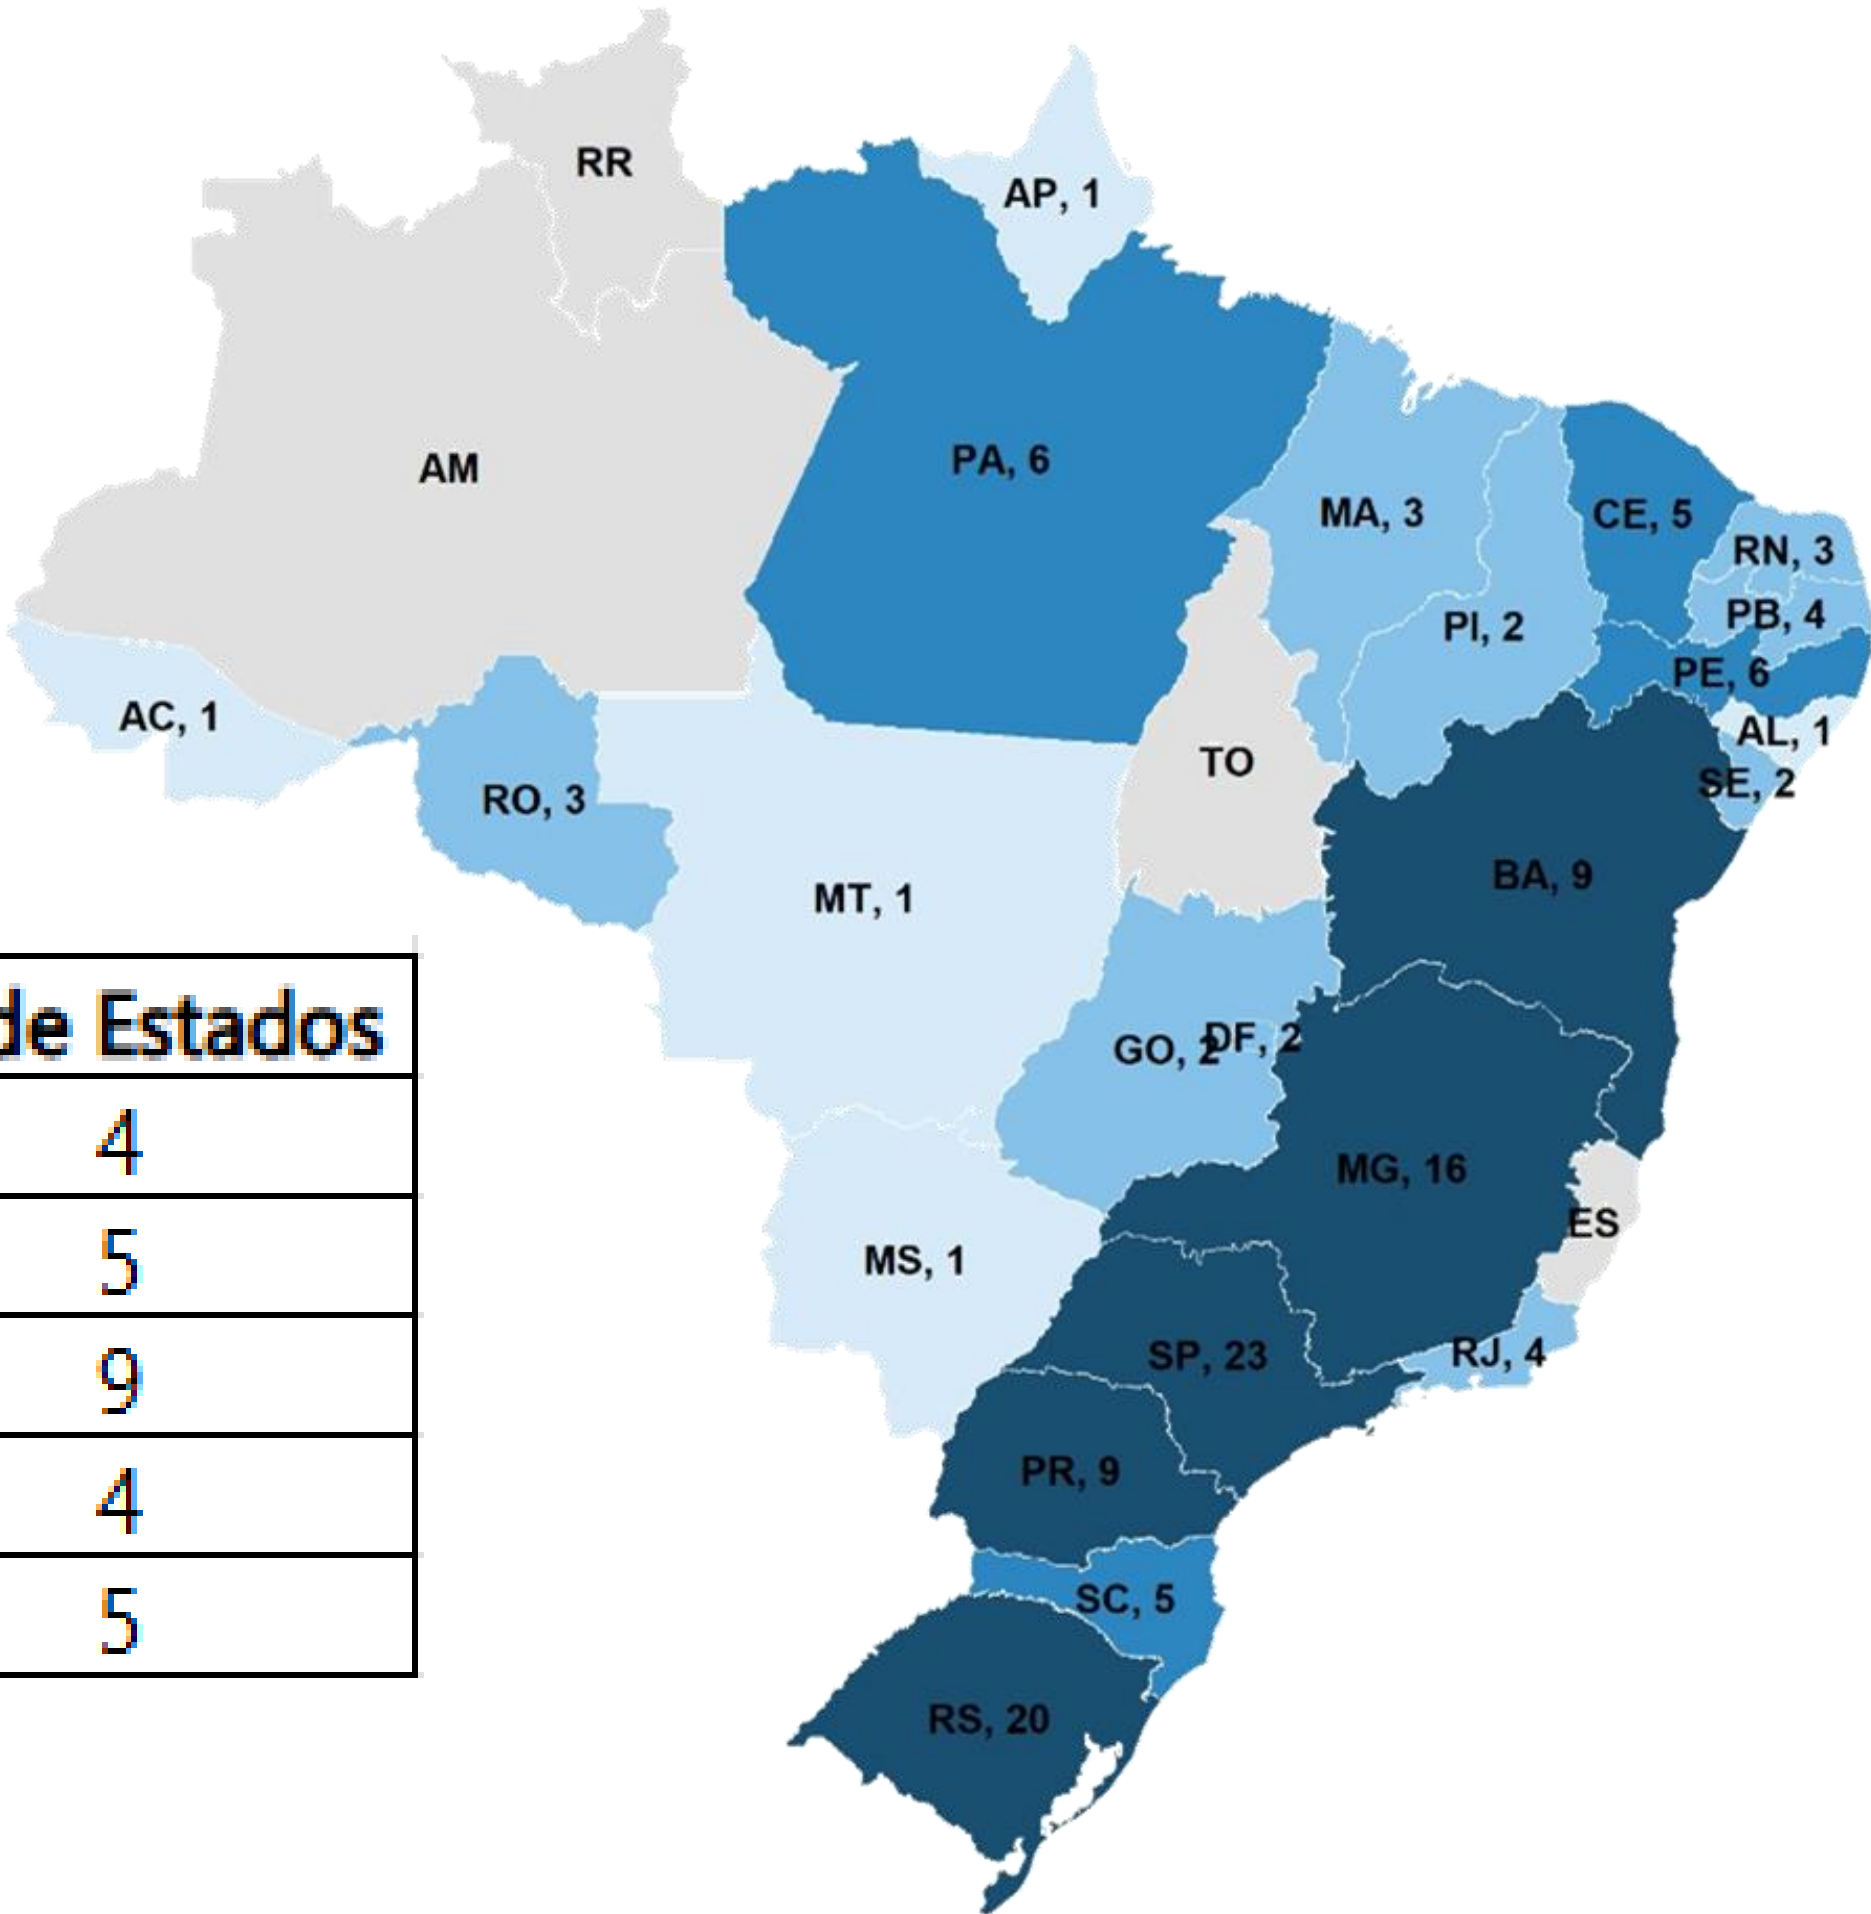 RR
AP, 1
AM
PA, 6
MA, 3
CE, 5
RN, 3
PB, 4
PI, 2
PE, 6
AC, 1
AL, 1
TO
SE, 2
RO, 3
BA, 9
MT, 1
de Estados
4
5
9
4
5
GO, 2
DF, 2
MG, 16
ES
MS, 1
SP, 23
RJ, 4
PR, 9
SC, 5
RS, 20